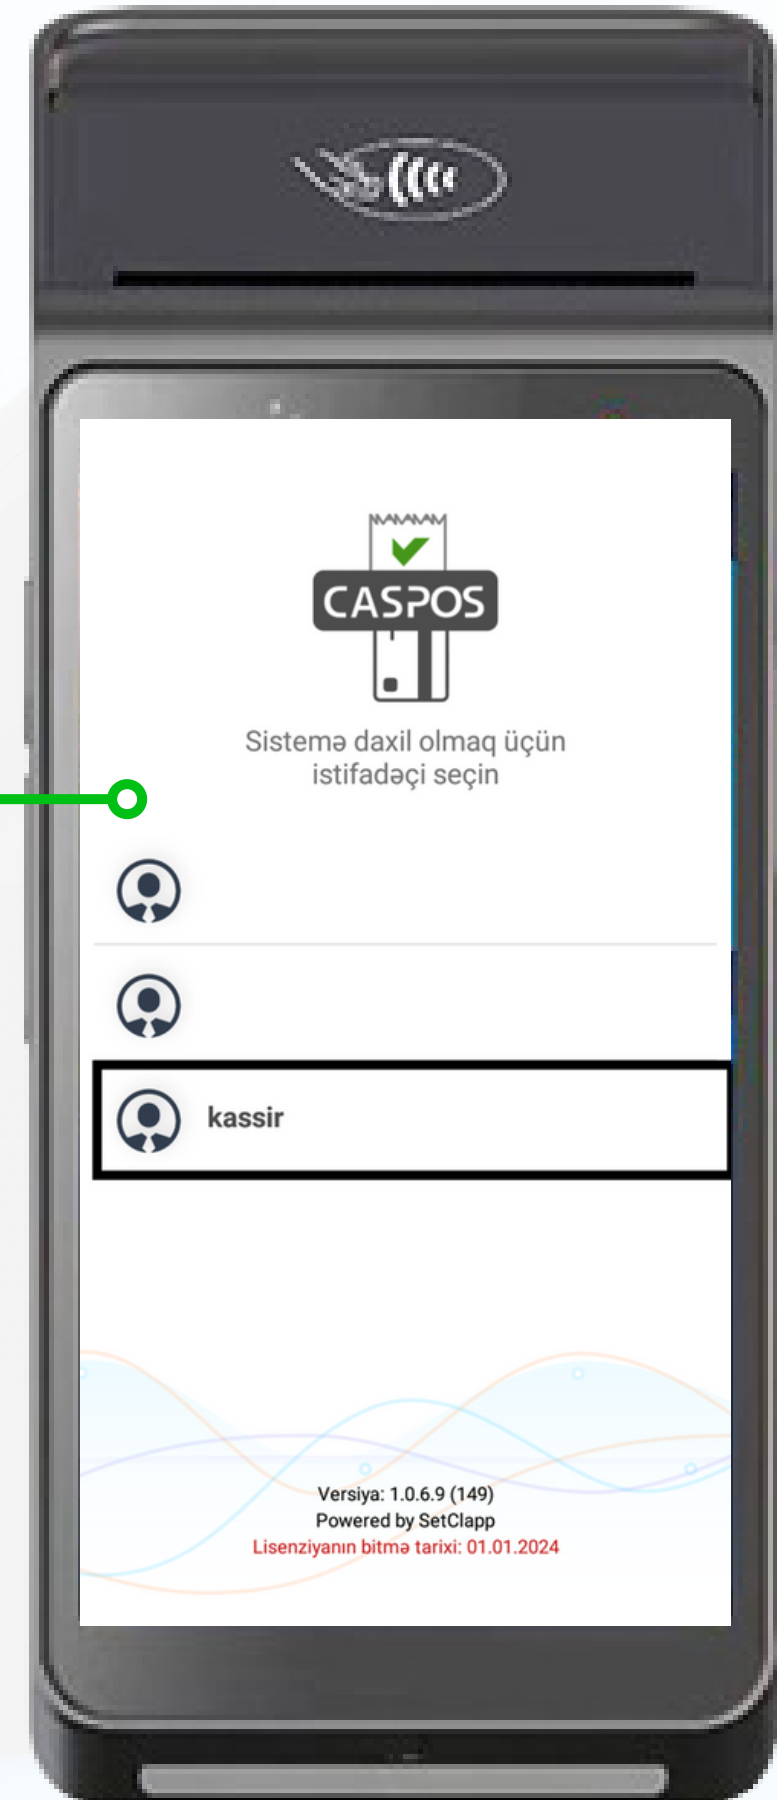 CASPOS
Sistemə daxil olmaq üçün
istifadəçi seçin
kassir
Versiya: 1.0.6.9 (149)
Powered by SetClapp
Lisenziyanın bitmə tarixi: 01.01.2024